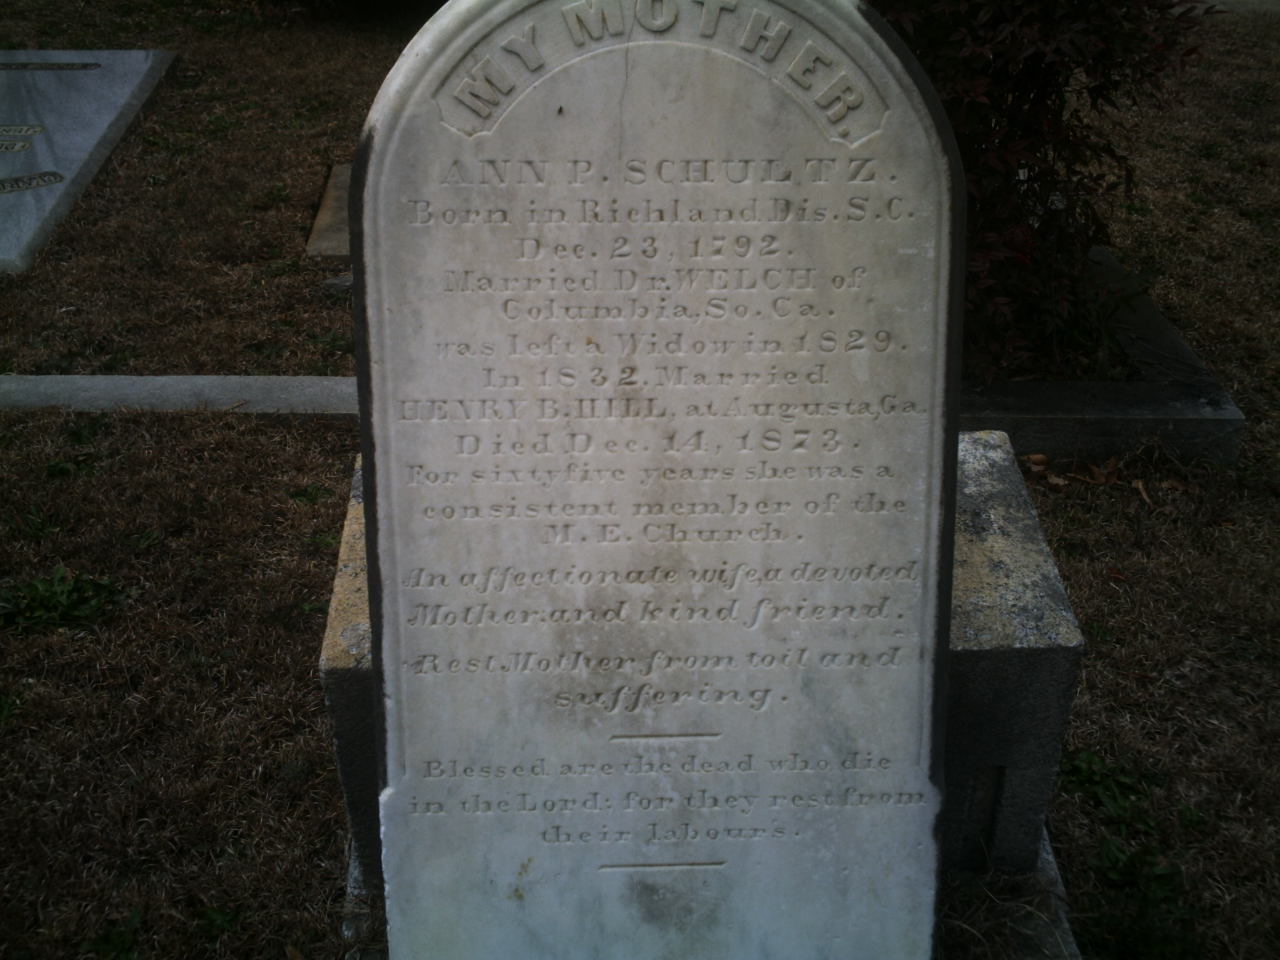 MY MOTHER.
ANN P. SCHULTZ.
Born in Richland Dis. S. C.
Dec. 23, 1792.
Married Dr. WELCH of
Columbia, So. Ca.
was left a Widow in 1829.
In 1832. Married
HENRY B. HILL, at Augusta, Ga.
Died Dec. 14, 1873.
For sixtyfive years she was a
consistent member of the
M. E. Church.
An affectionate wife, a devoted
Mother, and kind friend.
Rest. Mother from toil and
suffering.
Blessed are the dead who die
in the Lord: for they rest from
their labours.